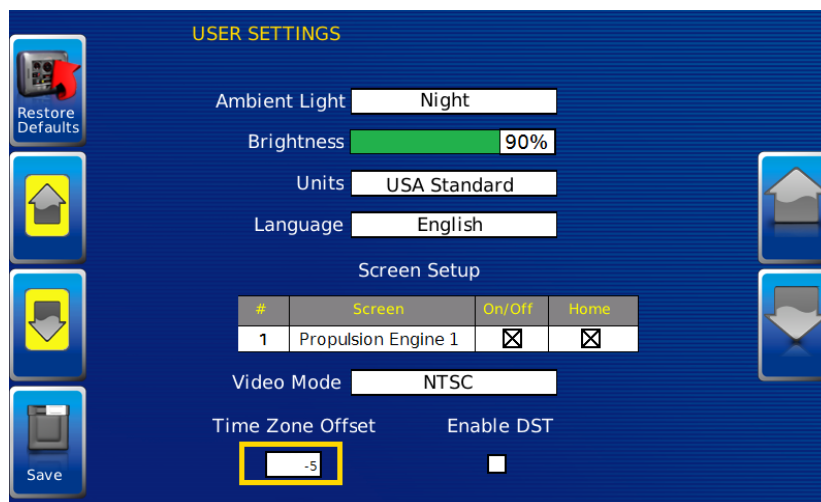 USER SETTINGS
Restore
Defaults
Ambient Light Night
Brightness 90%
Units USA Standard
Language English
Screen Setup
# Screen On/Off Home
1 Propulsion Engine 1
Video Mode NTSC
Time Zone Offset Enable DST
-5
Save